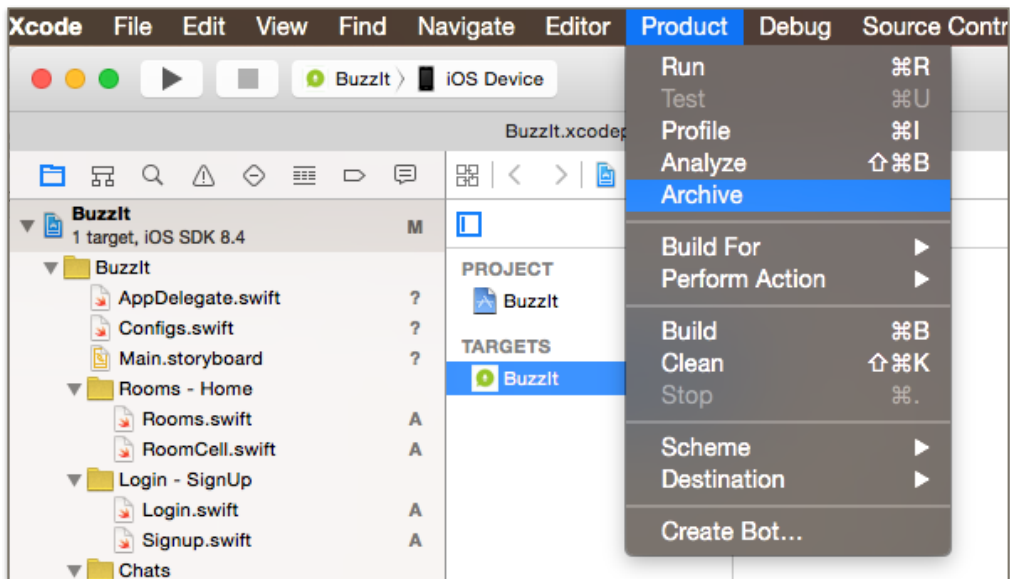 Xcode File Edit View Find Navigate Editor Product Debug Source Contr
BuzzIt iOS Device
BuzzIt.xcodep
BuzzIt M
1 target, iOS SDK 8.4
BuzzIt
AppDelegate.swift ?
Configs.swift ?
Main.storyboard ?
Rooms - Home
Rooms.swift A
RoomCell.swift A
Login - SignUp
Login.swift A
Signup.swift A
Chats
PROJECT
BuzzIt
TARGETS
BuzzIt
Run ⌘R
Test ⌘U
Profile ⌘I
Analyze ⇧⌘B
Archive
Build For
Perform Action
Build ⌘B
Clean ⇧⌘K
Stop ⌘.
Scheme
Destination
Create Bot...